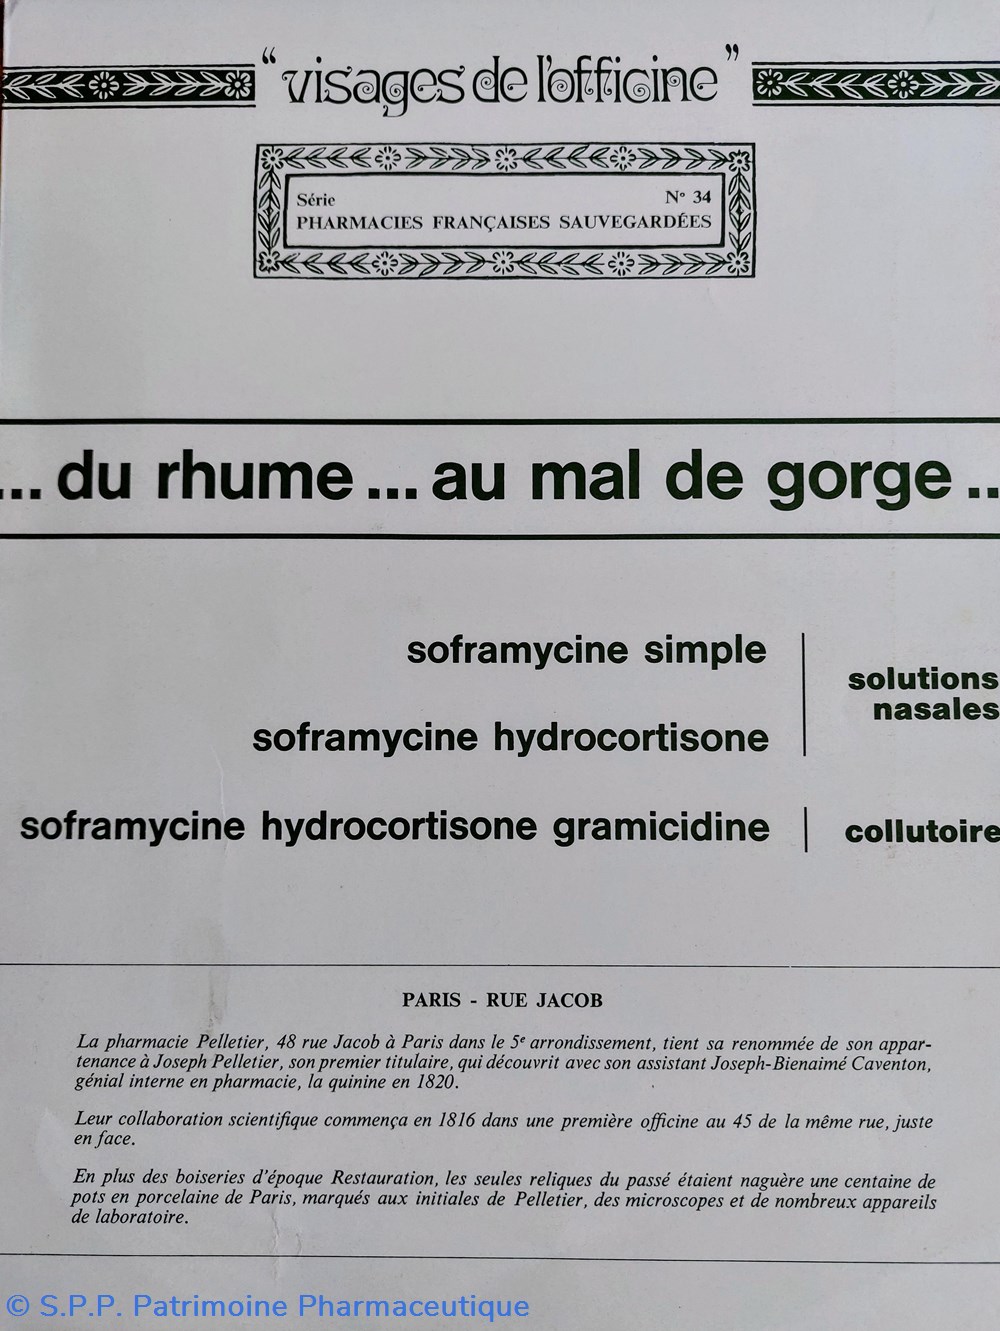 “visages de l'officine”
Série N° 34
PHARMACIES FRANÇAISES SAUVEGARDÉES
... du rhume ... au mal de gorge ..
soframycine simple
solutions
nasales
soframycine hydrocortisone
soframycine hydrocortisone gramicidine
collutoire
PARIS - RUE JACOB
La pharmacie Pelletier, 48 rue Jacob à Paris dans le 5e arrondissement, tient sa renommée de son appar-
tenance à Joseph Pelletier, son premier titulaire, qui découvrit avec son assistant Joseph-Bienaimé Caventon,
génial interne en pharmacie, la quinine en 1820.
Leur collaboration scientifique commença en 1816 dans une première officine au 45 de la même rue, juste
en face.
En plus des boiseries d'époque Restauration, les seules reliques du passé étaient naguère une centaine de
pots en porcelaine de Paris, marqués aux initiales de Pelletier, des microscopes et de nombreux appareils
de laboratoire.
© S.P.P. Patrimoine Pharmaceutique